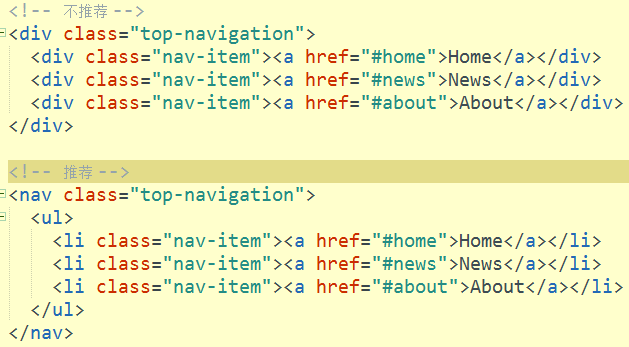 <!-- 不推荐 -->
<div class="top-navigation">
  <div class="nav-item"><a href="#home">Home</a></div>
  <div class="nav-item"><a href="#news">News</a></div>
  <div class="nav-item"><a href="#about">About</a></div>
</div>

<!-- 推荐 -->
<nav class="top-navigation">
  <ul>
    <li class="nav-item"><a href="#home">Home</a></li>
    <li class="nav-item"><a href="#news">News</a></li>
    <li class="nav-item"><a href="#about">About</a></li>
  </ul>
</nav>